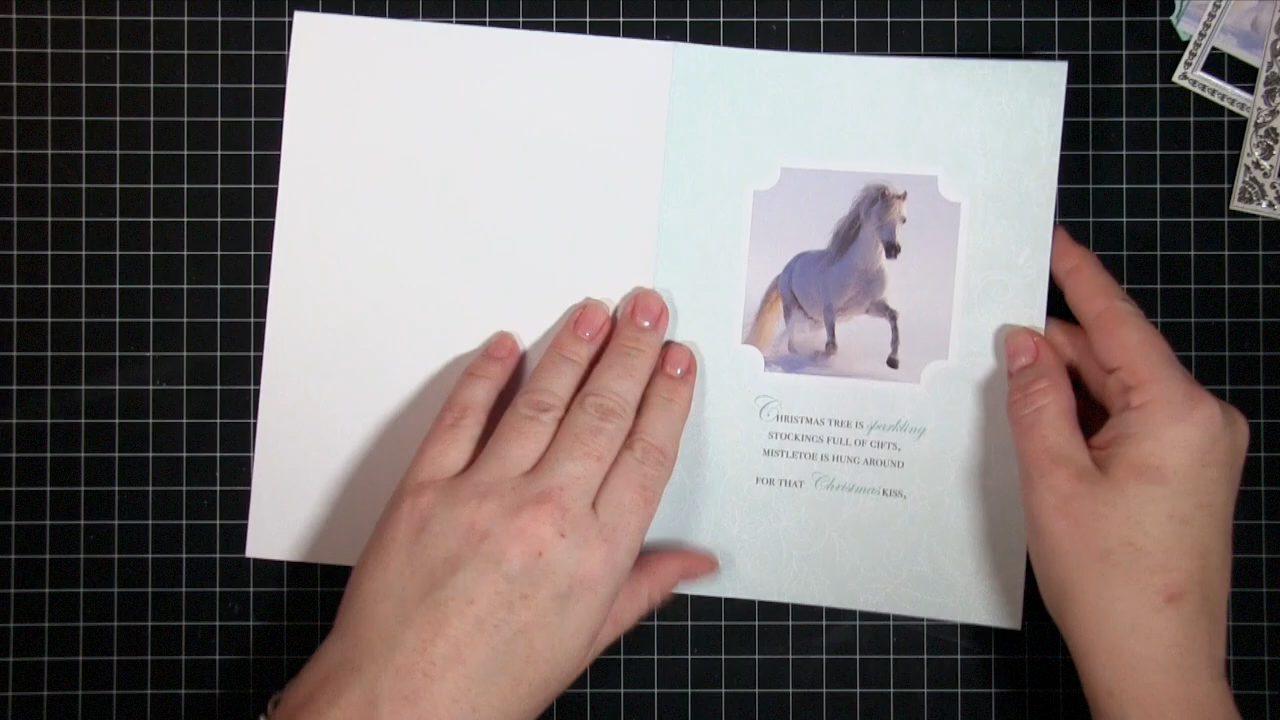 CHRISTMAS TREE IS sparkling
STOCKINGS FULL OF GIFTS,
MISTLETOE IS HUNG AROUND
FOR THAT Christmas KISS,